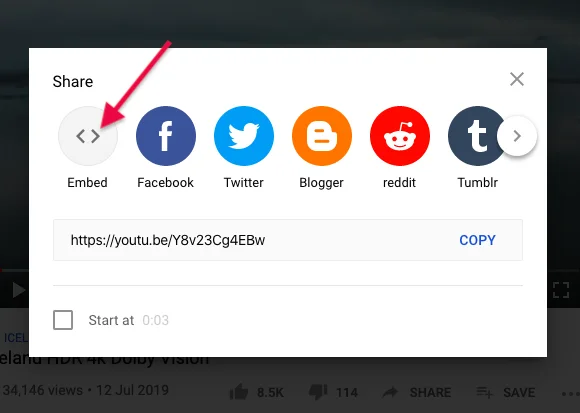 Share
Embed
Facebook
Twitter
Blogger
reddit
Tumblr
https://youtu.be/Y8v23Cg4EBw
COPY
Start at 0:03
ICEL
eland HDR 4k Dolby Vision
34,146 views • 12 Jul 2019
8.5K
114
SHARE
SAVE